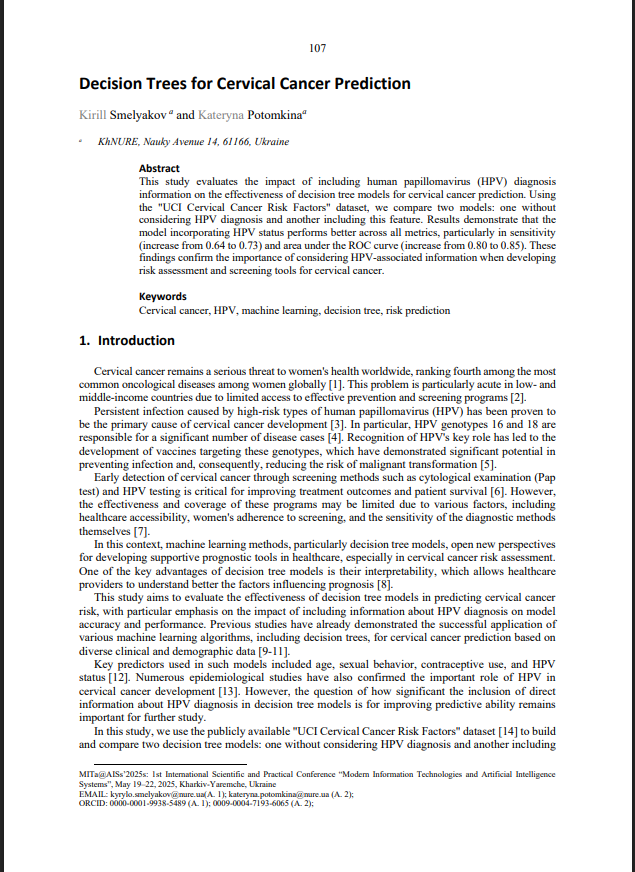 107
Decision Trees for Cervical Cancer Prediction
Kirill Smelyakov a and Kateryna Potomkina a
a KhNURE, Nauky Avenue 14, 61166, Ukraine
Abstract
This study evaluates the impact of including human papillomavirus (HPV) diagnosis
information on the effectiveness of decision tree models for cervical cancer prediction. Using
the "UCI Cervical Cancer Risk Factors" dataset, we compare two models: one without
considering HPV diagnosis and another including this feature. Results demonstrate that the
model incorporating HPV status performs better across all metrics, particularly in sensitivity
(increase from 0.64 to 0.73) and area under the ROC curve (increase from 0.80 to 0.85). These
findings confirm the importance of considering HPV-associated information when developing
risk assessment and screening tools for cervical cancer.
Keywords
Cervical cancer, HPV, machine learning, decision tree, risk prediction
1. Introduction
Cervical cancer remains a serious threat to women's health worldwide, ranking fourth among the most
common oncological diseases among women globally [1]. This problem is particularly acute in low- and
middle-income countries due to limited access to effective prevention and screening programs [2].
Persistent infection caused by high-risk types of human papillomavirus (HPV) has been proven to
be the primary cause of cervical cancer development [3]. In particular, HPV genotypes 16 and 18 are
responsible for a significant number of disease cases [4]. Recognition of HPV's key role has led to the
development of vaccines targeting these genotypes, which have demonstrated significant potential in
preventing infection and, consequently, reducing the risk of malignant transformation [5].
Early detection of cervical cancer through screening methods such as cytological examination (Pap
test) and HPV testing is critical for improving treatment outcomes and patient survival [6]. However,
the effectiveness and coverage of these programs may be limited due to various factors, including
healthcare accessibility, women's adherence to screening, and the sensitivity of the diagnostic methods
themselves [7].
In this context, machine learning methods, particularly decision tree models, open new perspectives
for developing supportive prognostic tools in healthcare, especially in cervical cancer risk assessment.
One of the key advantages of decision tree models is their interpretability, which allows healthcare
providers to understand better the factors influencing prognosis [8].
This study aims to evaluate the effectiveness of decision tree models in predicting cervical cancer
risk, with particular emphasis on the impact of including information about HPV diagnosis on model
accuracy and performance. Previous studies have already demonstrated the successful application of
various machine learning algorithms, including decision trees, for cervical cancer prediction based on
diverse clinical and demographic data [9-11].
Key predictors used in such models included age, sexual behavior, contraceptive use, and HPV
status [12]. Numerous epidemiological studies have also confirmed the important role of HPV in
cervical cancer development [13]. However, the question of how significant the inclusion of direct
information about HPV diagnosis in decision tree models is for improving predictive ability remains
important for further study.
In this study, we use the publicly available "UCI Cervical Cancer Risk Factors" dataset [14] to build
and compare two decision tree models: one without considering HPV diagnosis and another including
MITa@AISs'2025s: 1st International Scientific and Practical Conference “Modern Information Technologies and Artificial Intelligence
Systems”, May 19–22, 2025, Kharkiv-Yaremche, Ukraine
EMAIL: kyrylo.smelyakov@nure.ua(A. 1); kateryna.potomkina@nure.ua (A. 2);
ORCID: 0000-0001-9938-5489 (A. 1); 0009-0004-7193-6065 (A. 2);